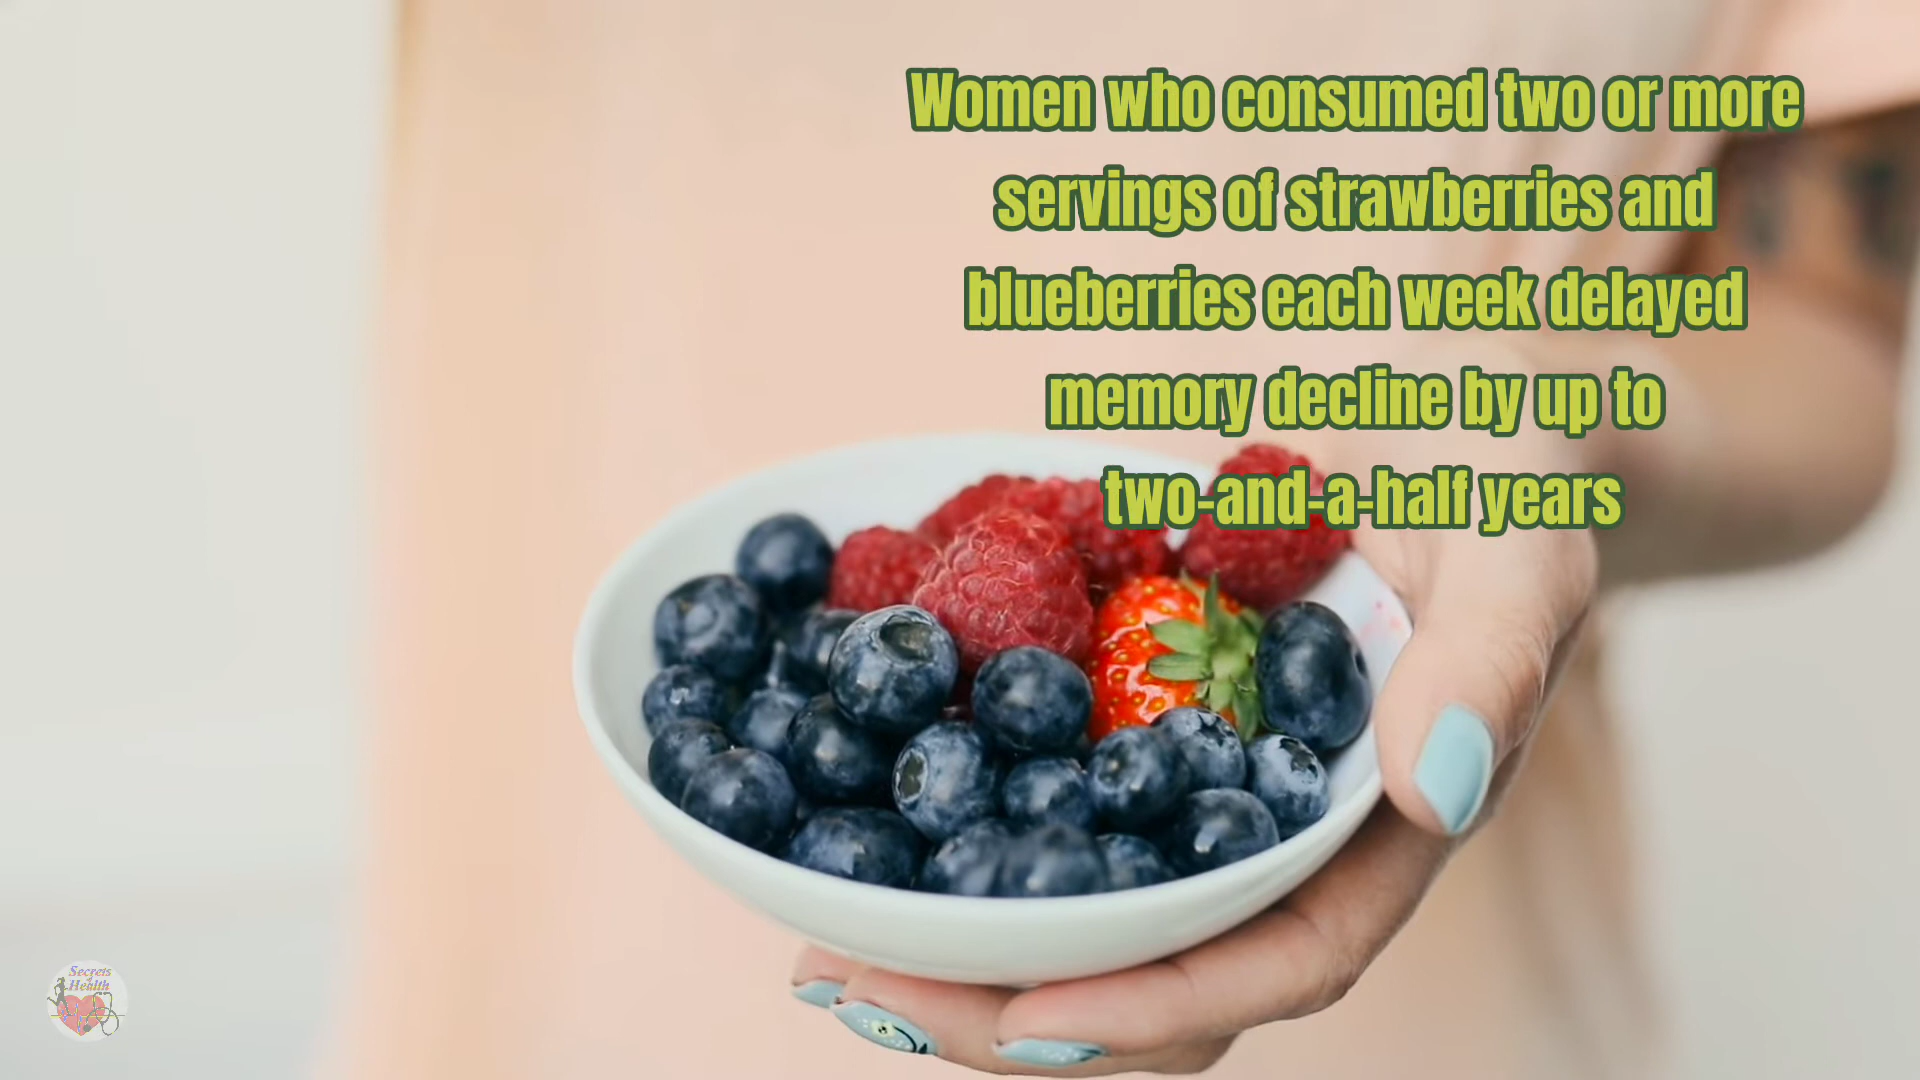 Women who consumed two or more
servings of strawberries and
blueberries each week delayed
memory decline by up to
two-and-a-half years
Secrets
Health